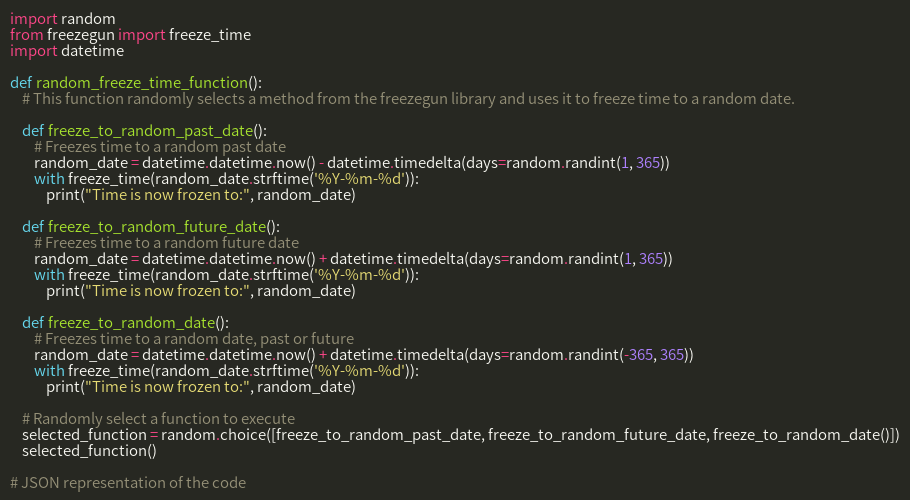 import random
from freezegun import freeze_time
import datetime
def random_freeze_time_function():
# This function randomly selects a method from the freezegun library and uses it to freeze time to a random date.
def freeze_to_random_past_date():
# Freezes time to a random past date
random_date = datetime.datetime.now() - datetime.timedelta(days=random.randint(1, 365))
with freeze_time(random_date.strftime('%Y-%m-%d')):
print("Time is now frozen to:", random_date)
def freeze_to_random_future_date():
# Freezes time to a random future date
random_date = datetime.datetime.now() + datetime.timedelta(days=random.randint(1, 365))
with freeze_time(random_date.strftime('%Y-%m-%d')):
print("Time is now frozen to:", random_date)
def freeze_to_random_date():
# Freezes time to a random date, past or future
random_date = datetime.datetime.now() + datetime.timedelta(days=random.randint(-365, 365))
with freeze_time(random_date.strftime('%Y-%m-%d')):
print("Time is now frozen to:", random_date)
# Randomly select a function to execute
selected_function = random.choice([freeze_to_random_past_date, freeze_to_random_future_date, freeze_to_random_date()])
selected_function()
# JSON representation of the code